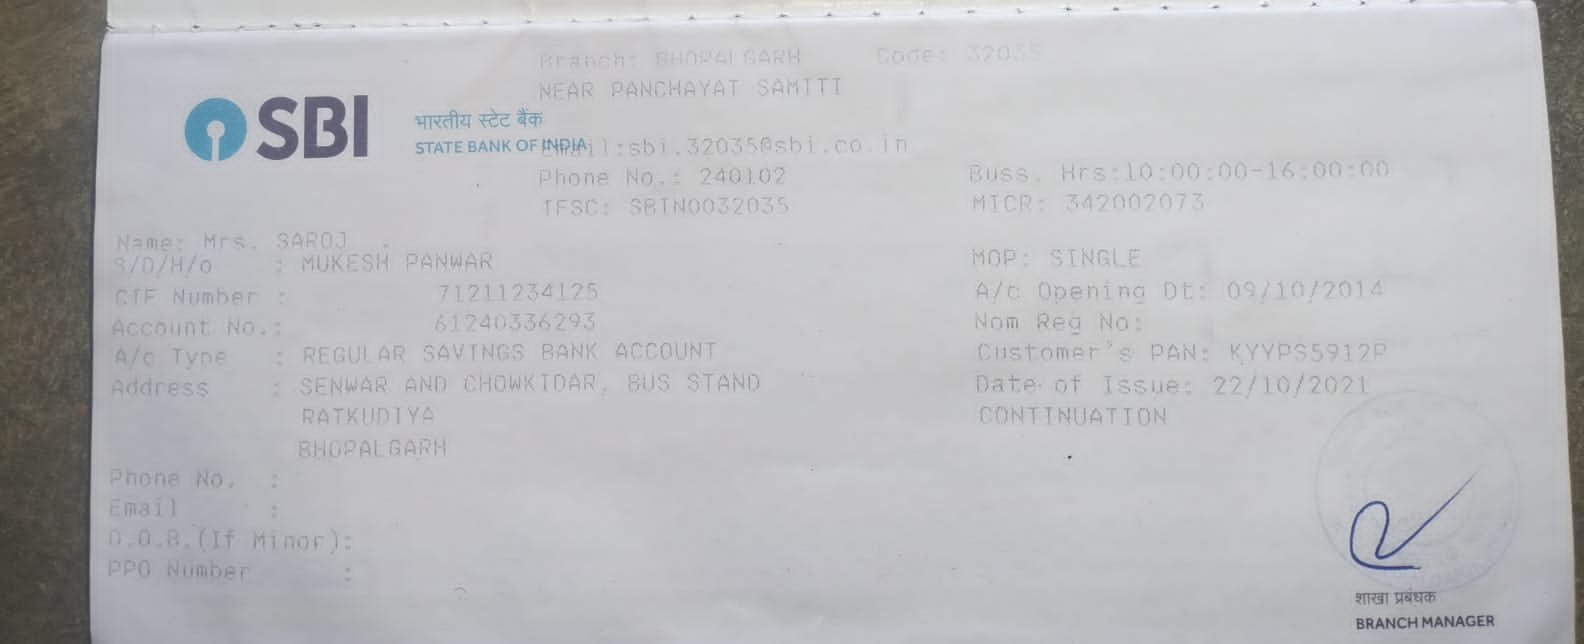 Branch: BHOPALGARH Code: 32035
NEAR PANCHAYAT SAMITI
SBI
भारतीय स्टेट बैंक
STATE BANK OF INDIA
Email:sbi.32035@sbi.co.in
Phone No.: 240102
Buss. Hrs:10:00:00-16:00:00
IFSC: SBIN0032035
MICR: 342002073
Name: Mrs. SAROJ .
S/D/H/o : MUKESH PANWAR
MOP: SINGLE
CIF Number : 71211234125
A/c Opening Dt: 09/10/2014
Account No.: 61240336293
Nom Reg No:
A/c Type : REGULAR SAVINGS BANK ACCOUNT
Customer's PAN: KYYPS5912P
Address : SENWAR AND CHOWKIDAR, BUS STAND
Date of Issue: 22/10/2021
RATKUDIYA
CONTINUATION
BHOPALGARH
Phone No. :
Email :
D.O.B.(If Minor):
PPO Number :
शाखा प्रबंधक
BRANCH MANAGER